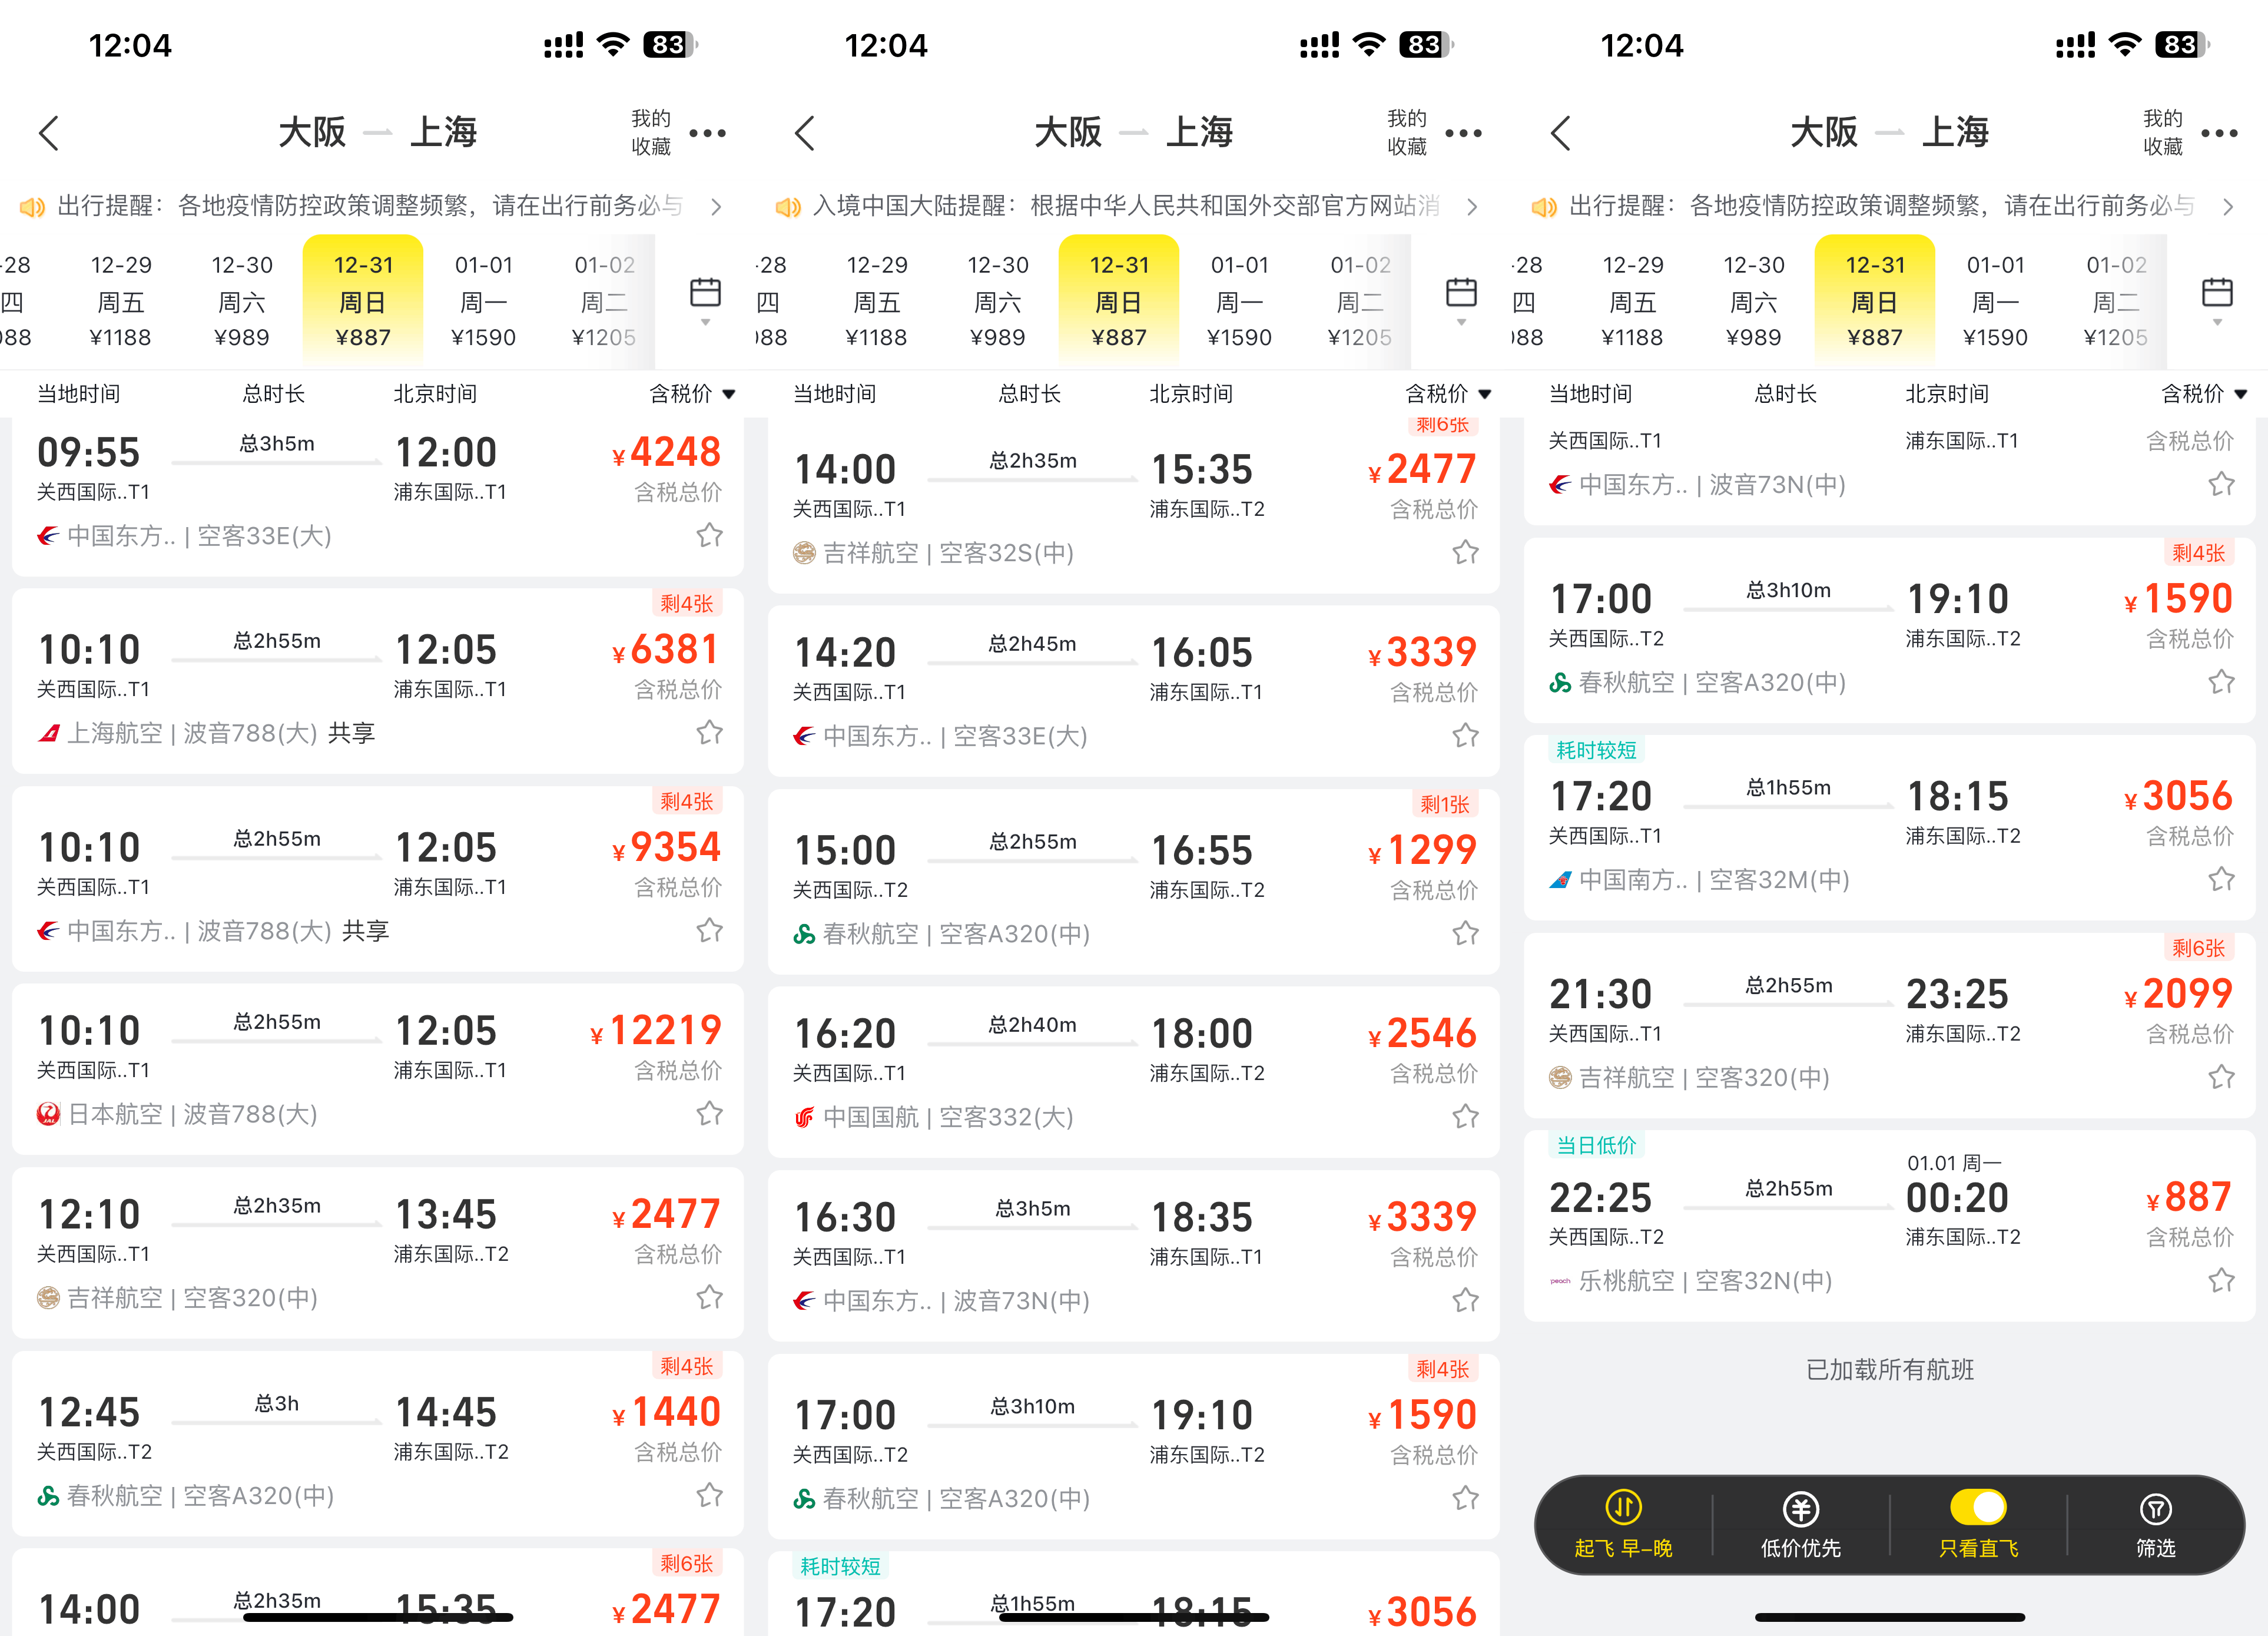 12:04
83
大阪
上海
我的
收藏
出行提醒：各地疫情防控政策调整频繁，请在出行前务必与
-28 12-29 12-30 12-31 01-01 01-02
四 周五 周六 周日 周一 周二
088 ¥1188 ¥989 ¥887 ¥1590 ¥1205
当地时间 总时长 北京时间 含税价
09:55 总3h5m 12:00 ¥4248
关西国际..T1 浦东国际..T1 含税总价
中国东方.. | 空客33E(大)
剩4张
10:10 总2h55m 12:05 ¥6381
关西国际..T1 浦东国际..T1 含税总价
上海航空 | 波音788(大) 共享
剩4张
10:10 总2h55m 12:05 ¥9354
关西国际..T1 浦东国际..T1 含税总价
中国东方.. | 波音788(大) 共享
10:10 总2h55m 12:05 ¥12219
关西国际..T1 浦东国际..T1 含税总价
日本航空 | 波音788(大)
12:10 总2h35m 13:45 ¥2477
关西国际..T1 浦东国际..T2 含税总价
吉祥航空 | 空客320(中)
剩4张
12:45 总3h 14:45 ¥1440
关西国际..T2 浦东国际..T2 含税总价
春秋航空 | 空客A320(中)
剩6张
14:00 总2h35m 15:35 ¥2477
12:04
83
大阪
上海
我的
收藏
入境中国大陆提醒：根据中华人民共和国外交部官方网站消
-28 12-29 12-30 12-31 01-01 01-02
四 周五 周六 周日 周一 周二
088 ¥1188 ¥989 ¥887 ¥1590 ¥1205
当地时间 总时长 北京时间 含税价
剩6张
14:00 总2h35m 15:35 ¥2477
关西国际..T1 浦东国际..T2 含税总价
吉祥航空 | 空客32S(中)
14:20 总2h45m 16:05 ¥3339
关西国际..T1 浦东国际..T1 含税总价
中国东方.. | 空客33E(大)
剩1张
15:00 总2h55m 16:55 ¥1299
关西国际..T2 浦东国际..T2 含税总价
春秋航空 | 空客A320(中)
16:20 总2h40m 18:00 ¥2546
关西国际..T1 浦东国际..T2 含税总价
中国国航 | 空客332(大)
16:30 总3h5m 18:35 ¥3339
关西国际..T1 浦东国际..T1 含税总价
中国东方.. | 波音73N(中)
剩4张
17:00 总3h10m 19:10 ¥1590
关西国际..T2 浦东国际..T2 含税总价
春秋航空 | 空客A320(中)
耗时较短
17:20 总1h55m 18:15 ¥3056
12:04
83
大阪
上海
我的
收藏
出行提醒：各地疫情防控政策调整频繁，请在出行前务必与
-28 12-29 12-30 12-31 01-01 01-02
四 周五 周六 周日 周一 周二
088 ¥1188 ¥989 ¥887 ¥1590 ¥1205
当地时间 总时长 北京时间 含税价
关西国际..T1 浦东国际..T1 含税总价
中国东方.. | 波音73N(中)
剩4张
17:00 总3h10m 19:10 ¥1590
关西国际..T2 浦东国际..T2 含税总价
春秋航空 | 空客A320(中)
耗时较短
17:20 总1h55m 18:15 ¥3056
关西国际..T1 浦东国际..T2 含税总价
中国南方.. | 空客32M(中)
剩6张
21:30 总2h55m 23:25 ¥2099
关西国际..T1 浦东国际..T2 含税总价
吉祥航空 | 空客320(中)
当日低价
01.01 周一
22:25 总2h55m 00:20 ¥887
关西国际..T2 浦东国际..T2 含税总价
peach 乐桃航空 | 空客32N(中)
已加载所有航班
起飞 早-晚 低价优先 只看直飞 筛选